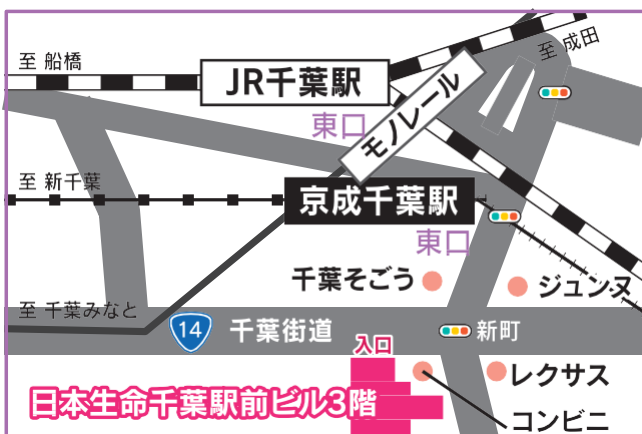 至 船橋
至 成田
JR千葉駅
東口
モノレール
至 新千葉
京成千葉駅
東口
千葉そごう
ジュンヌ
至 千葉みなと
14
千葉街道
新町
入口
日本生命千葉駅前ビル3階
レクサス
コンビニ